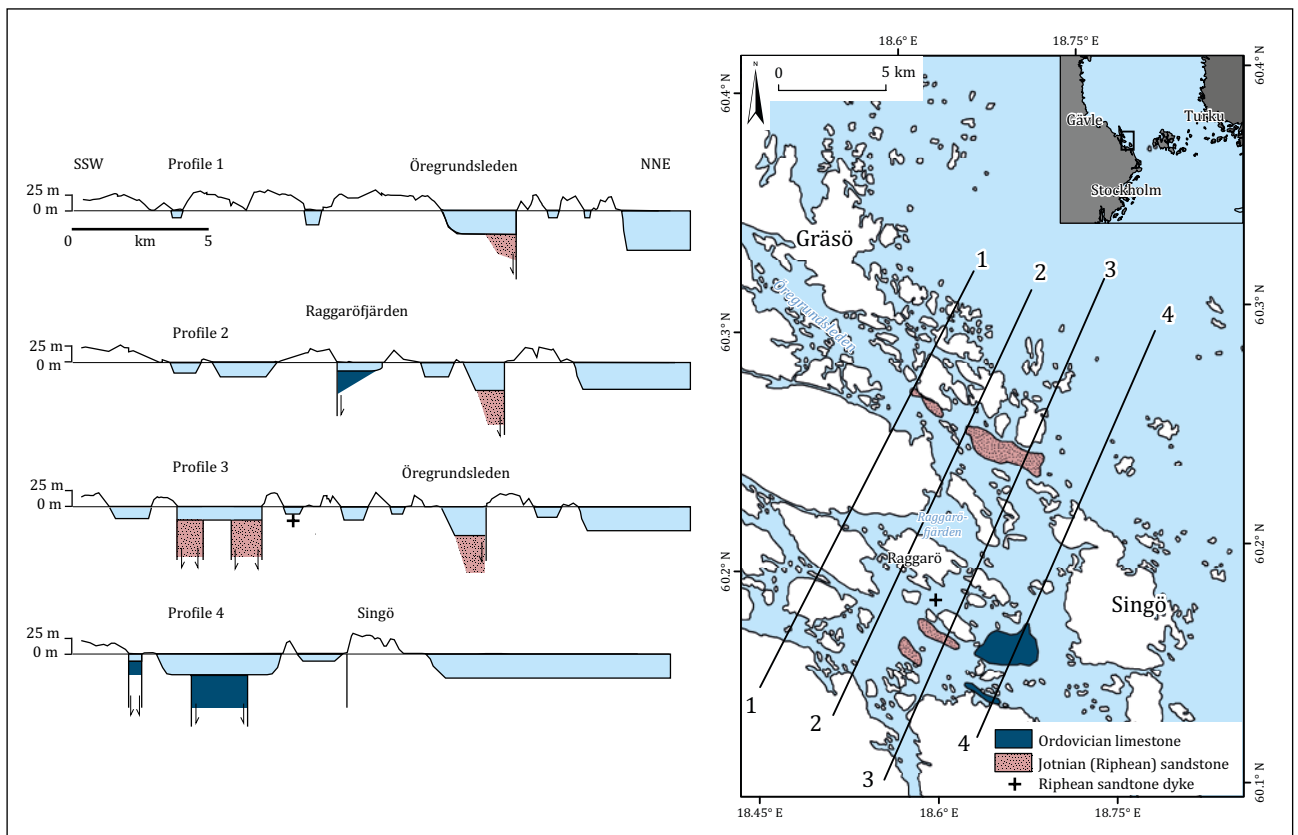 SSW
Profile 1
Öregrundsleden
NNE
25 m
0 m
0
km
5
Raggaröfjärden
Profile 2
25 m
0 m
Profile 3
Öregrundsleden
25 m
0 m
Profile 4
Singö
25 m
0 m
18.6° E
18.75° E
N
0
5 km
60.4° N
60.4° N
Gävle
Turku
Stockholm
Gräsö
Öregrundsleden
1
2
3
4
60.3° N
60.3° N
Raggarö-
fjärden
Raggarö
60.2° N
60.2° N
Singö
1
2
3
4
Ordovician limestone
Jotnian (Riphean) sandstone
Riphean sandtone dyke
60.1° N
18.45° E
18.6° E
18.75° E